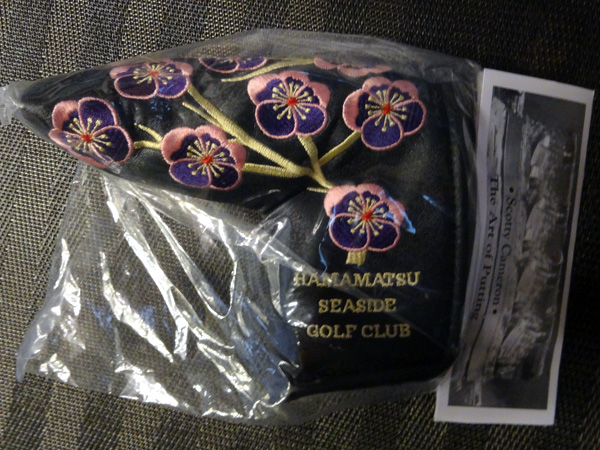 HAMAMATSU
SEASIDE
GOLF CLUB
• Scotty Cameron •
The Art of Putting